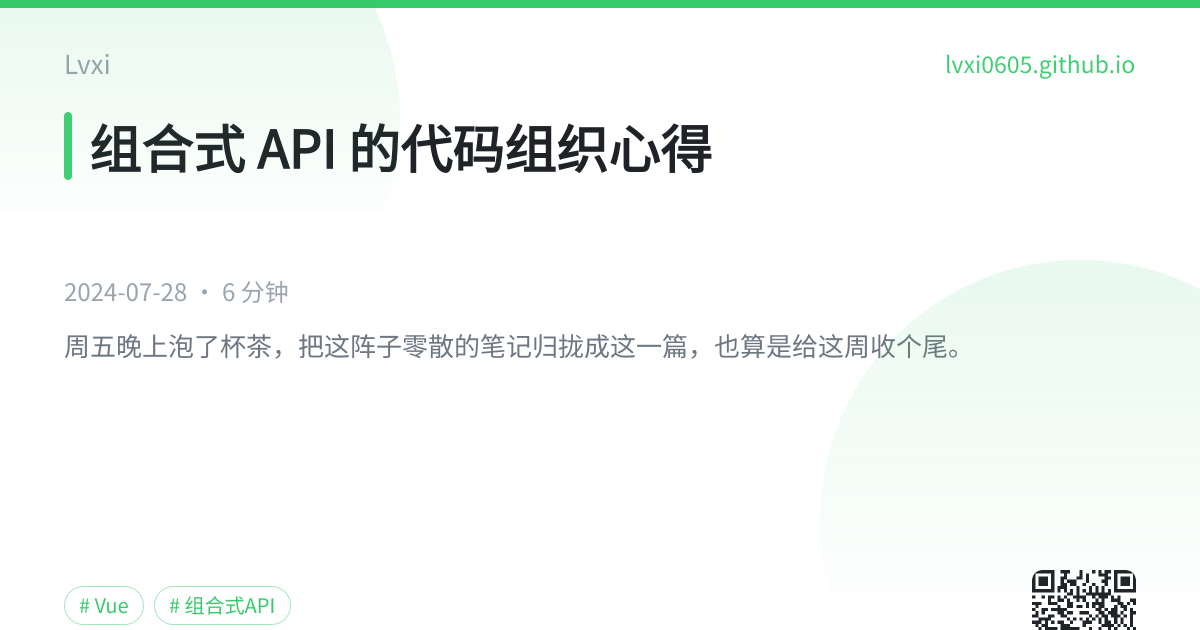 Lvxi
lvxi0605.github.io
组合式 API 的代码组织心得
2024-07-28 · 6 分钟
周五晚上泡了杯茶，把这阵子零散的笔记归拢成这一篇，也算是给这周收个尾。
# Vue
# 组合式API